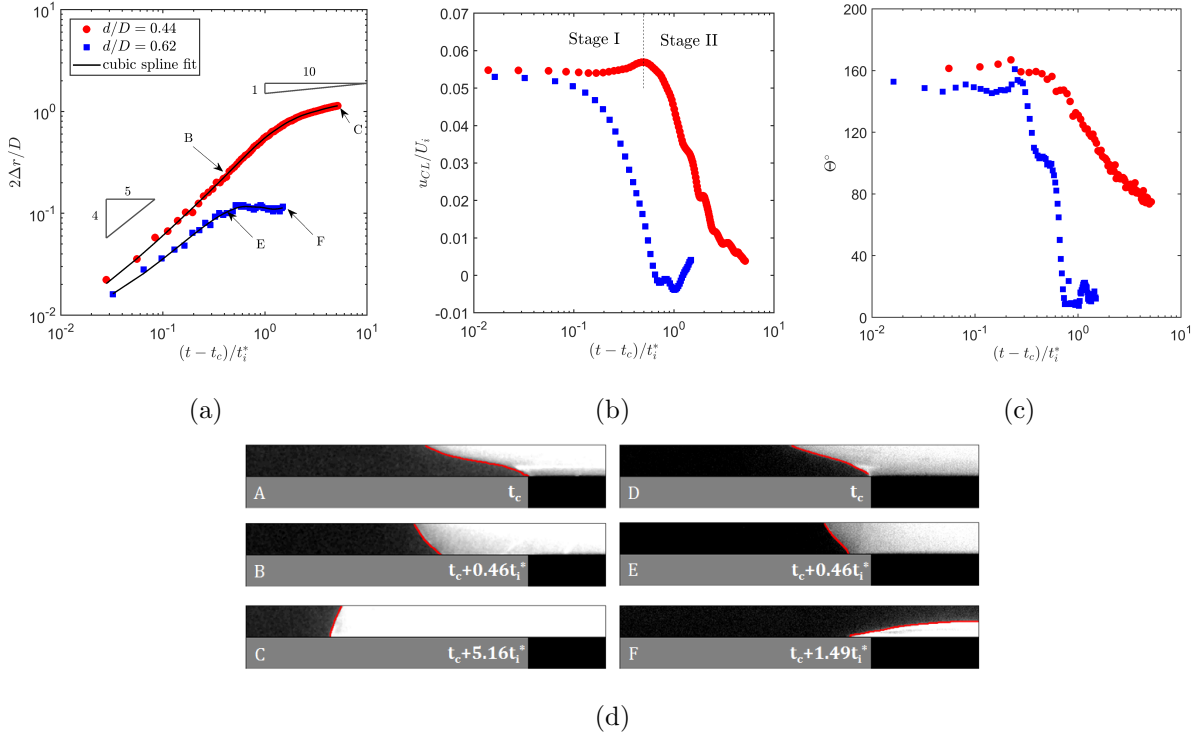 d/D = 0.44
d/D = 0.62
cubic spline fit
10
1
5
4
B
C
E
F
10^1
10^0
10^-1
10^-2
2Δr/D
10^-2 10^-1 10^0 10^1
(t − t_c)/t_i^*
(a)
Stage I Stage II
0.07
0.06
0.05
0.04
0.03
0.02
0.01
0
-0.01
u_CL/U_i
10^-2 10^-1 10^0 10^1
(t − t_c)/t_i^*
(b)
200
160
120
80
40
0
Θ°
10^-2 10^-1 10^0 10^1
(t − t_c)/t_i^*
(c)
A t_c
D t_c
B t_c+0.46t_i^*
E t_c+0.46t_i^*
C t_c+5.16t_i^*
F t_c+1.49t_i^*
(d)